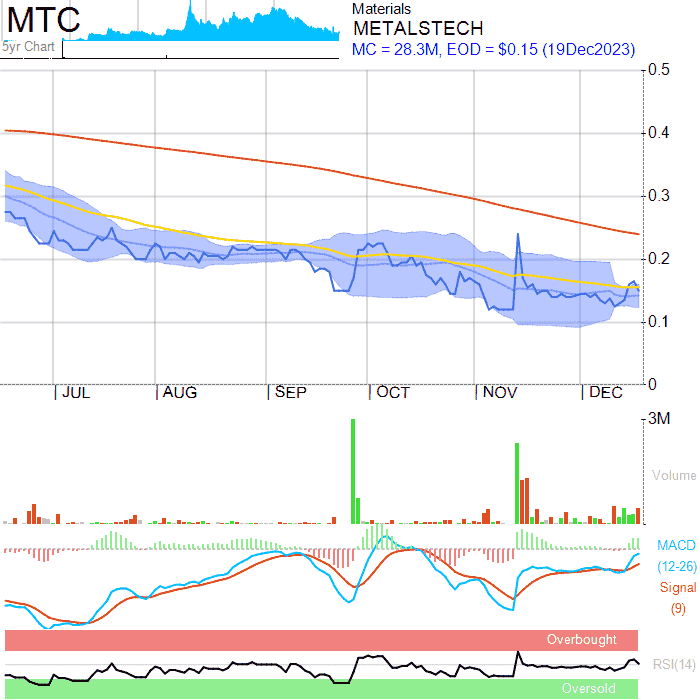 MTC
5yr Chart
Materials
METALSTECH
MC = 28.3M, EOD = $0.15 (19Dec2023)
0.5
0.4
0.3
0.2
0.1
0
JUL AUG SEP OCT NOV DEC
3M
Volume
MACD
(12-26)
Signal
(9)
Overbought
RSI(14)
Oversold